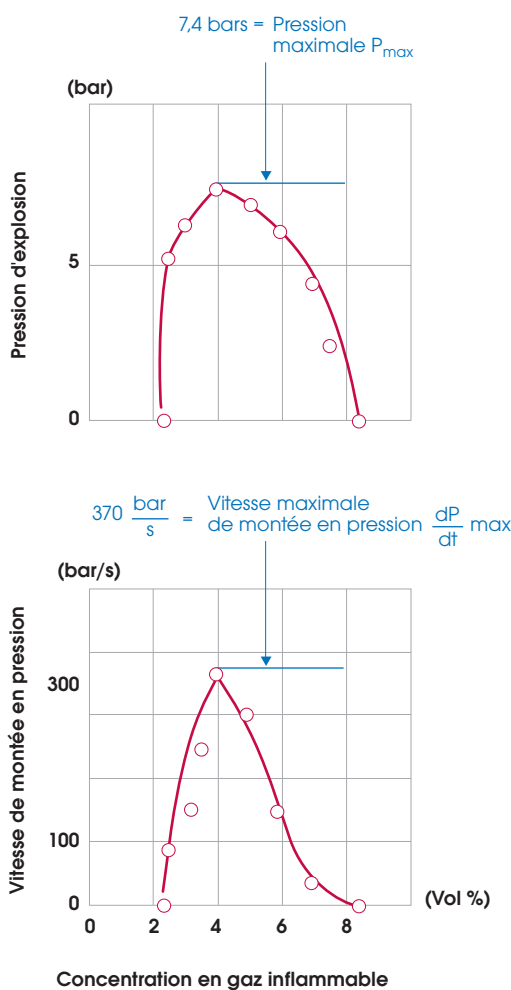 7,4 bars = Pression
maximale Pmax
(bar)
Pression d'explosion
5
0
370 bar/s = Vitesse maximale
de montée en pression dP/dt max
(bar/s)
Vitesse de montée en pression
300
100
0
0 2 4 6 8 (Vol %)
Concentration en gaz inflammable